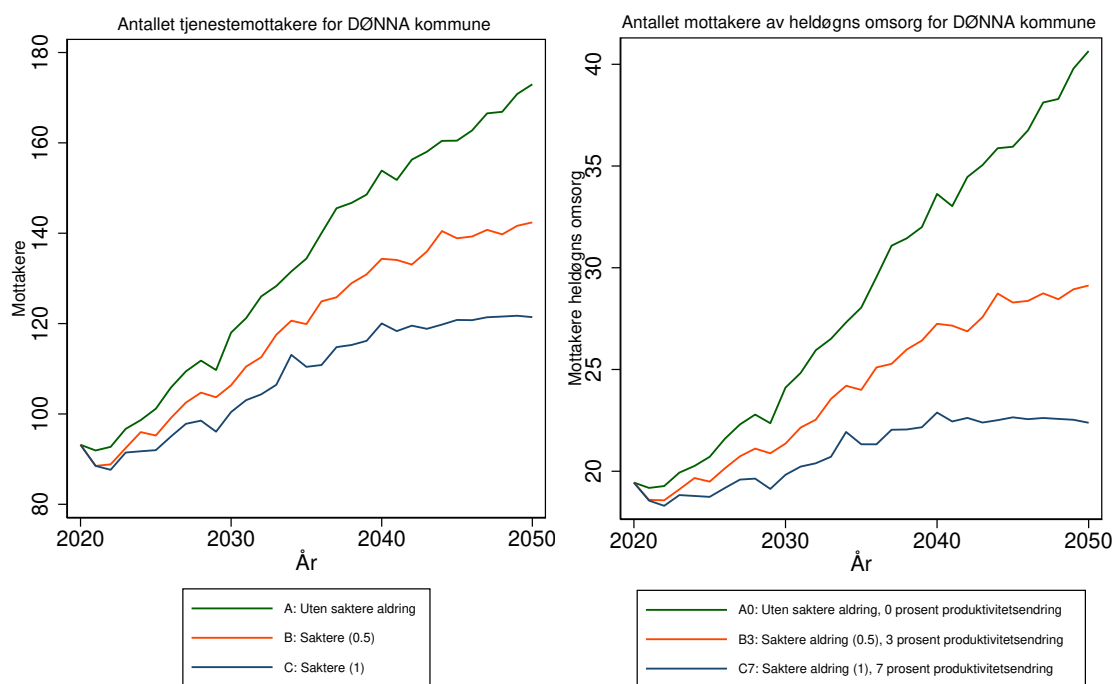 Antallet tjenestemottakere for DØNNA kommune
Mottakere
180
160
140
120
100
80
2020
2030
2040
2050
År
A: Uten saktere aldring
B: Saktere (0.5)
C: Saktere (1)
Antallet mottakere av heldøgns omsorg for DØNNA kommune
Mottakere heldøgns omsorg
40
35
30
25
20
2020
2030
2040
2050
År
A0: Uten saktere aldring, 0 prosent produktivitetsendring
B3: Saktere aldring (0.5), 3 prosent produktivitetsendring
C7: Saktere aldring (1), 7 prosent produktivitetsendring